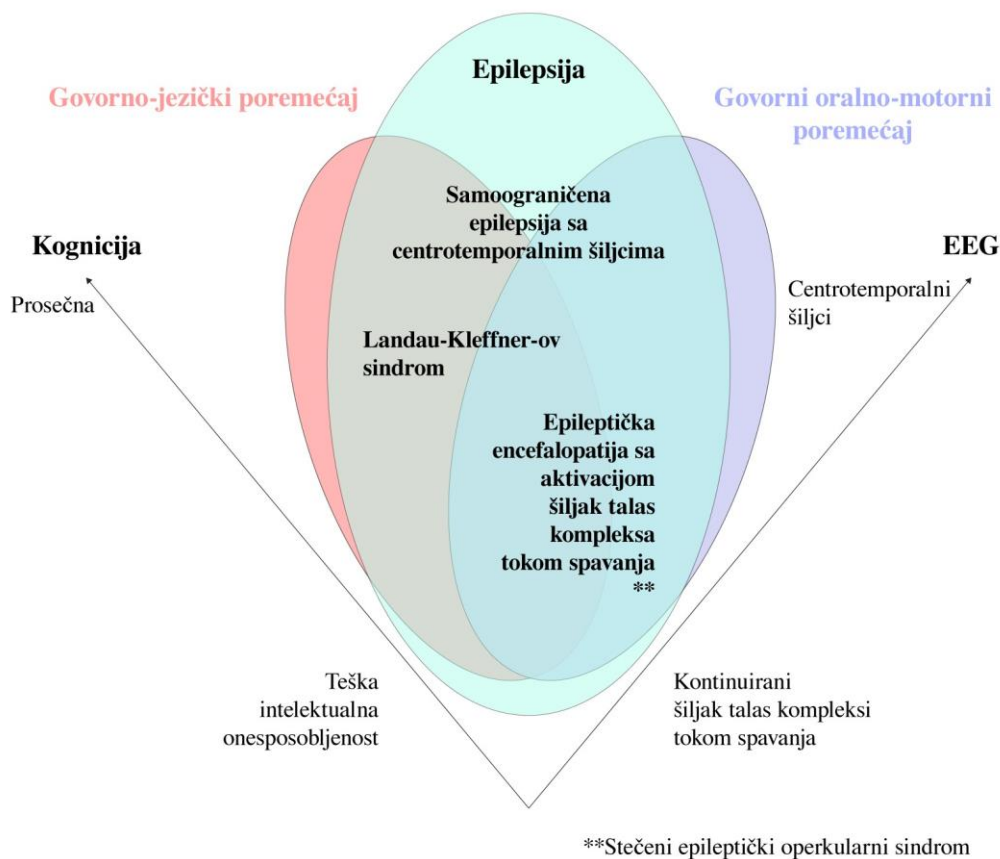 Epilepsija
Govorno-jezički poremećaj
Govorni oralno-motorni
poremećaj
Samoograničena
epilepsija sa
centrotemporalnim šiljcima
Kognicija
EEG
Prosečna
Centrotemporalni
šiljci
Landau-Kleffner-ov
sindrom
Epileptička
encefalopatija sa
aktivacijom
šiljak talas
kompleksa
tokom spavanja
**
Teška
intelektualna
onesposobljenost
Kontinuirani
šiljak talas kompleksi
tokom spavanja
**Stečeni epileptički operkularni sindrom